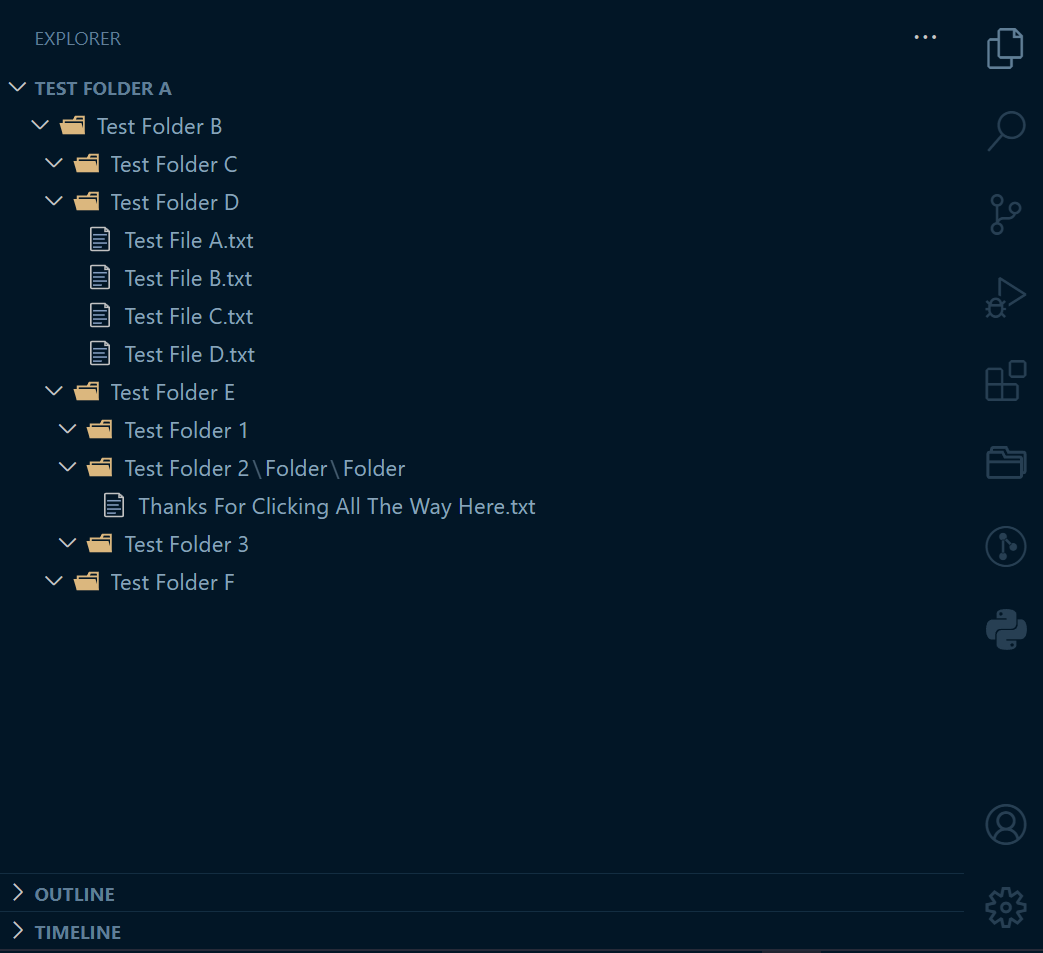 EXPLORER
TEST FOLDER A
Test Folder B
Test Folder C
Test Folder D
Test File A.txt
Test File B.txt
Test File C.txt
Test File D.txt
Test Folder E
Test Folder 1
Test Folder 2\Folder\Folder
Thanks For Clicking All The Way Here.txt
Test Folder 3
Test Folder F
OUTLINE
TIMELINE